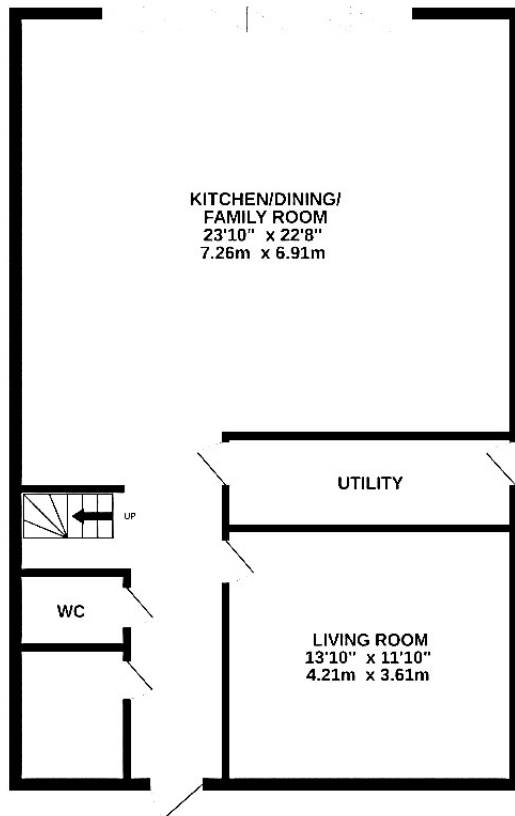 KITCHEN/DINING/
FAMILY ROOM
23'10" x 22'8"
7.26m x 6.91m
UTILITY
UP
WC
LIVING ROOM
13'10" x 11'10"
4.21m x 3.61m